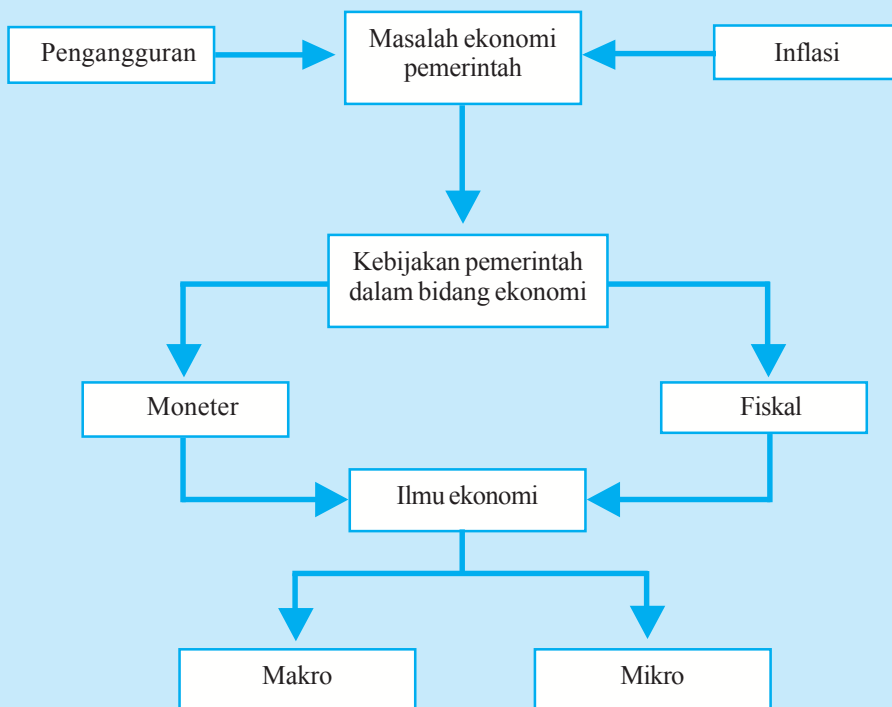 Pengangguran
Masalah ekonomi
pemerintah
Inflasi
Kebijakan pemerintah
dalam bidang ekonomi
Moneter
Fiskal
Ilmu ekonomi
Makro
Mikro